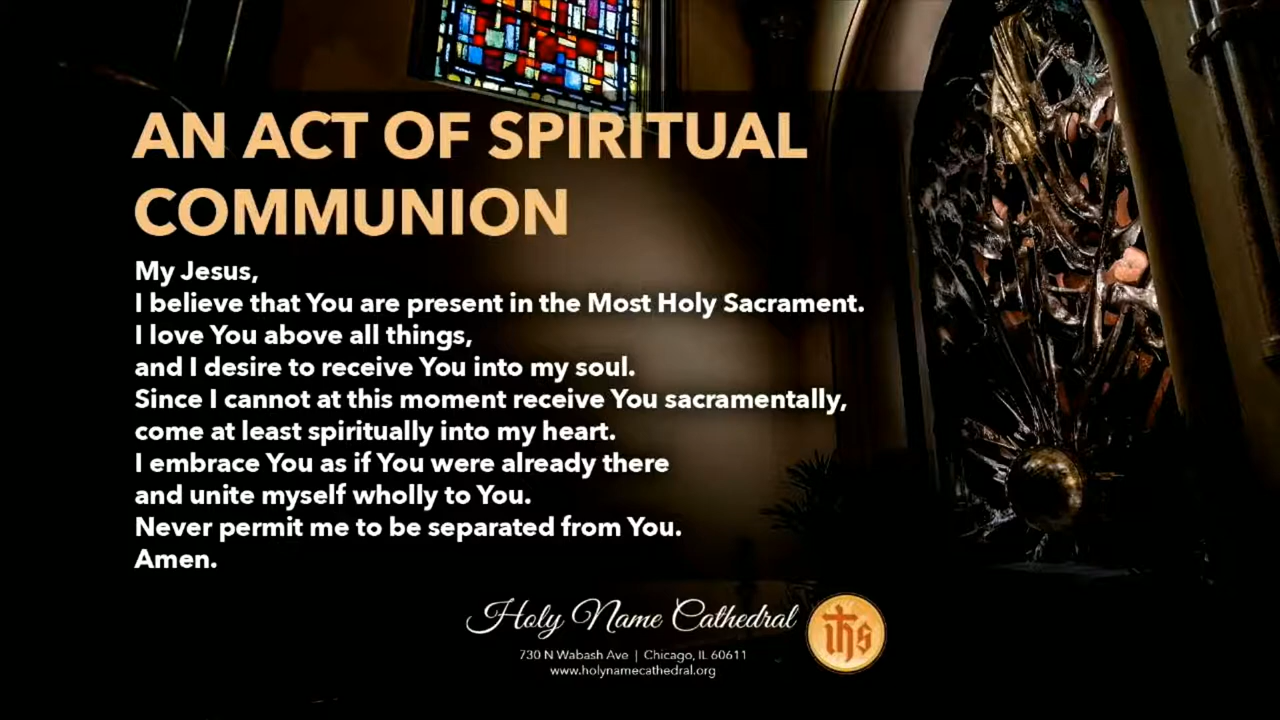 AN ACT OF SPIRITUAL
COMMUNION
My Jesus,
I believe that You are present in the Most Holy Sacrament.
I love You above all things,
and I desire to receive You into my soul.
Since I cannot at this moment receive You sacramentally,
come at least spiritually into my heart.
I embrace You as if You were already there
and unite myself wholly to You.
Never permit me to be separated from You.
Amen.
Holy Name Cathedral
ihs
730 N Wabash Ave | Chicago, IL 60611
www.holynamecathedral.org